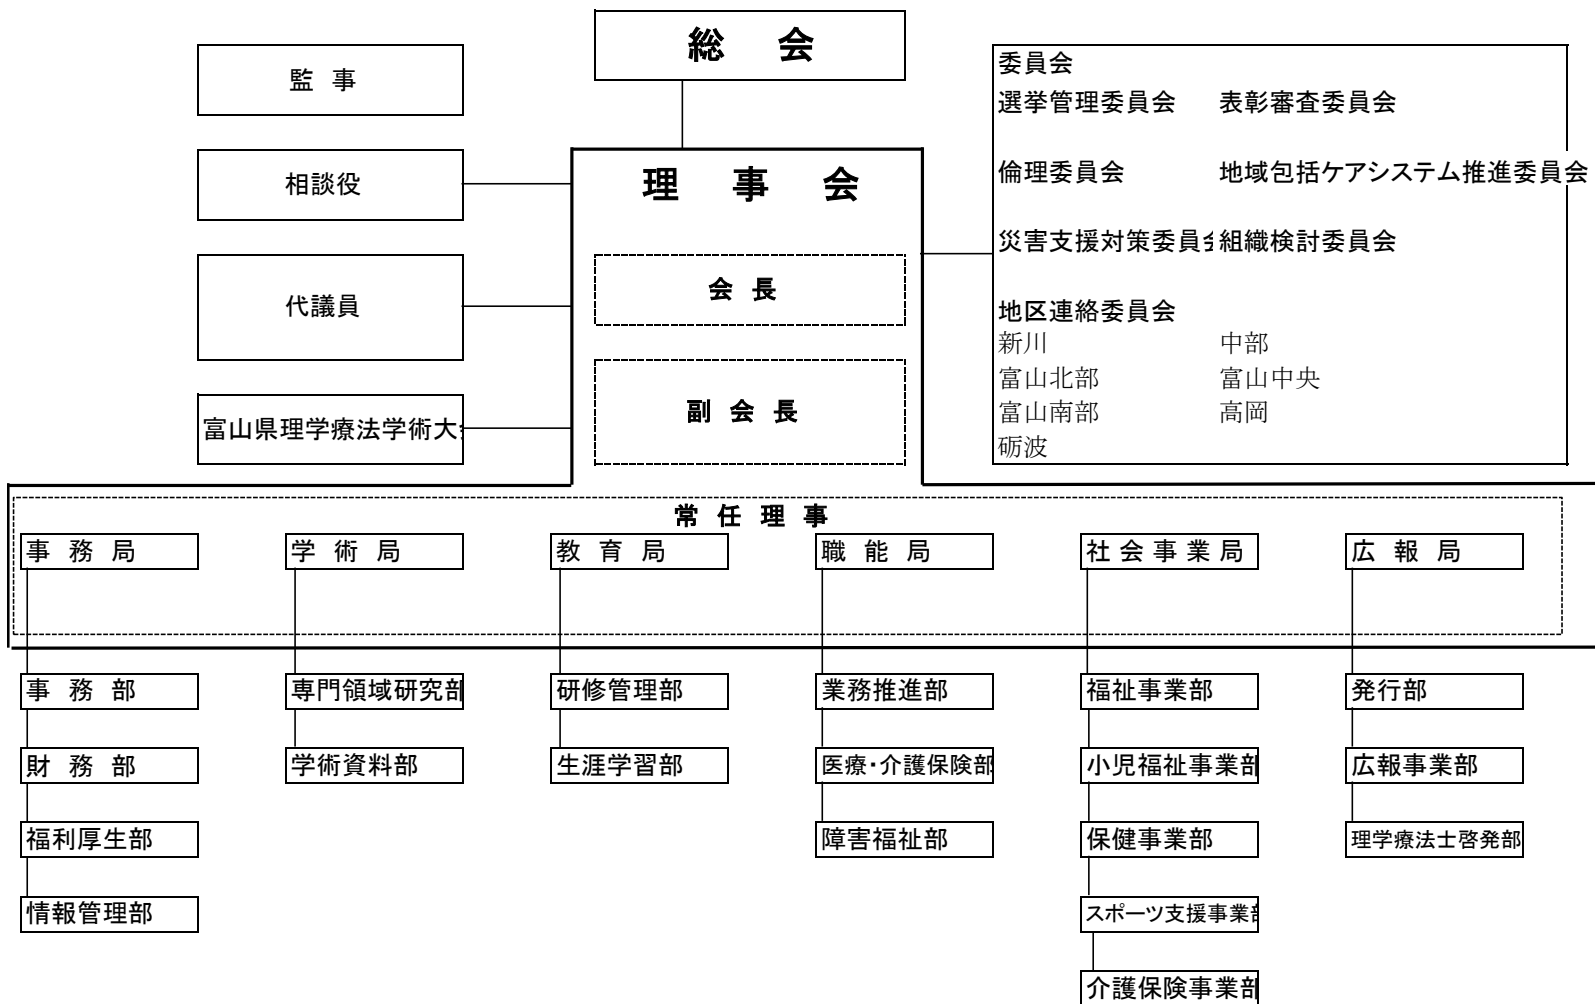 総 会
監 事
相談役
代議員
富山県理学療法学術大
理 事 会
会 長
副 会 長
委員会
選挙管理委員会 表彰審査委員会
倫理委員会 地域包括ケアシステム推進委員会
災害支援対策委員会 組織検討委員会
地区連絡委員会
新川 中部
富山北部 富山中央
富山南部 高岡
砺波
常 任 理 事
事 務 局 学 術 局 教 育 局 職 能 局 社 会 事 業 局 広 報 局
事 務 部 専門領域研究部 研修管理部 業務推進部 福祉事業部 発行部
財 務 部 学術資料部 生涯学習部 医療・介護保険部 小児福祉事業部 広報事業部
福利厚生部 障害福祉部 保健事業部 理学療法士啓発部
情報管理部 スポーツ支援事業部
介護保険事業部